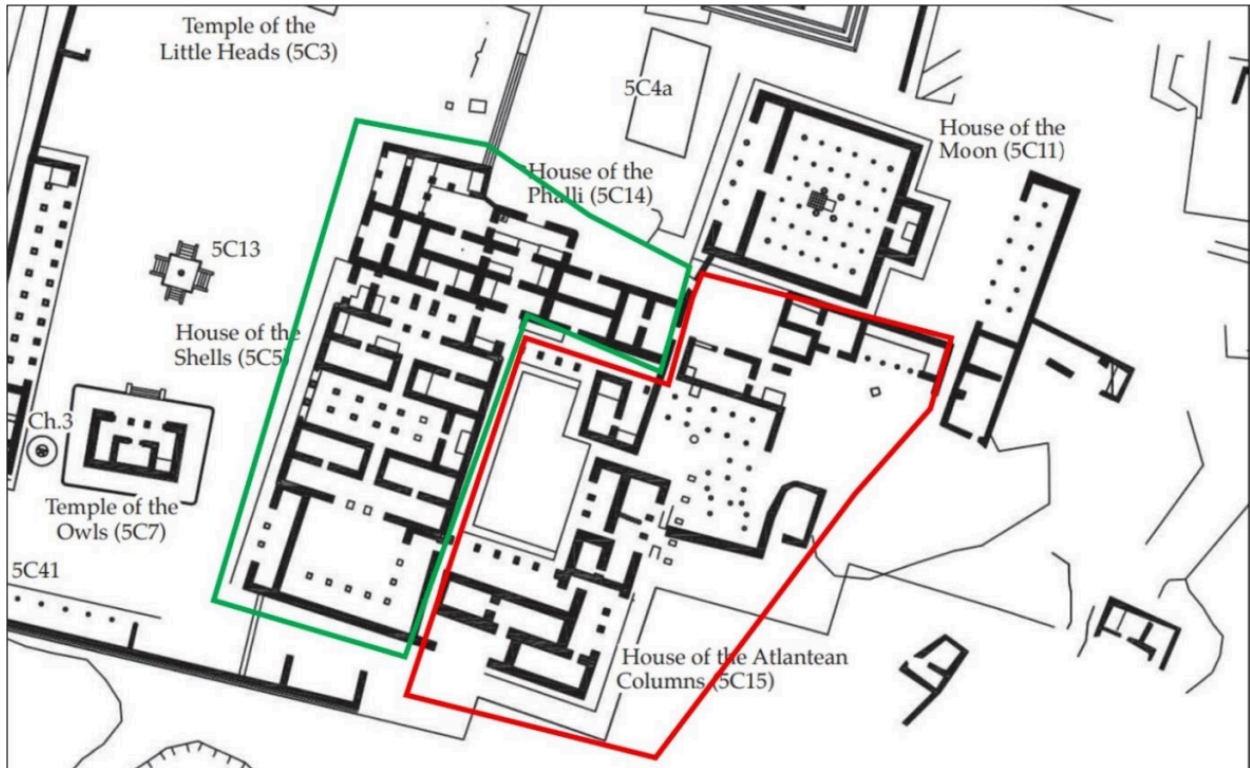 Temple of the
Little Heads (5C3)
5C4a
House of the
Moon (5C11)
House of the
Phalli (5C14)
5C13
House of the
Shells (5C5)
Ch.3
Temple of the
Owls (5C7)
5C41
House of the Atlantean
Columns (5C15)